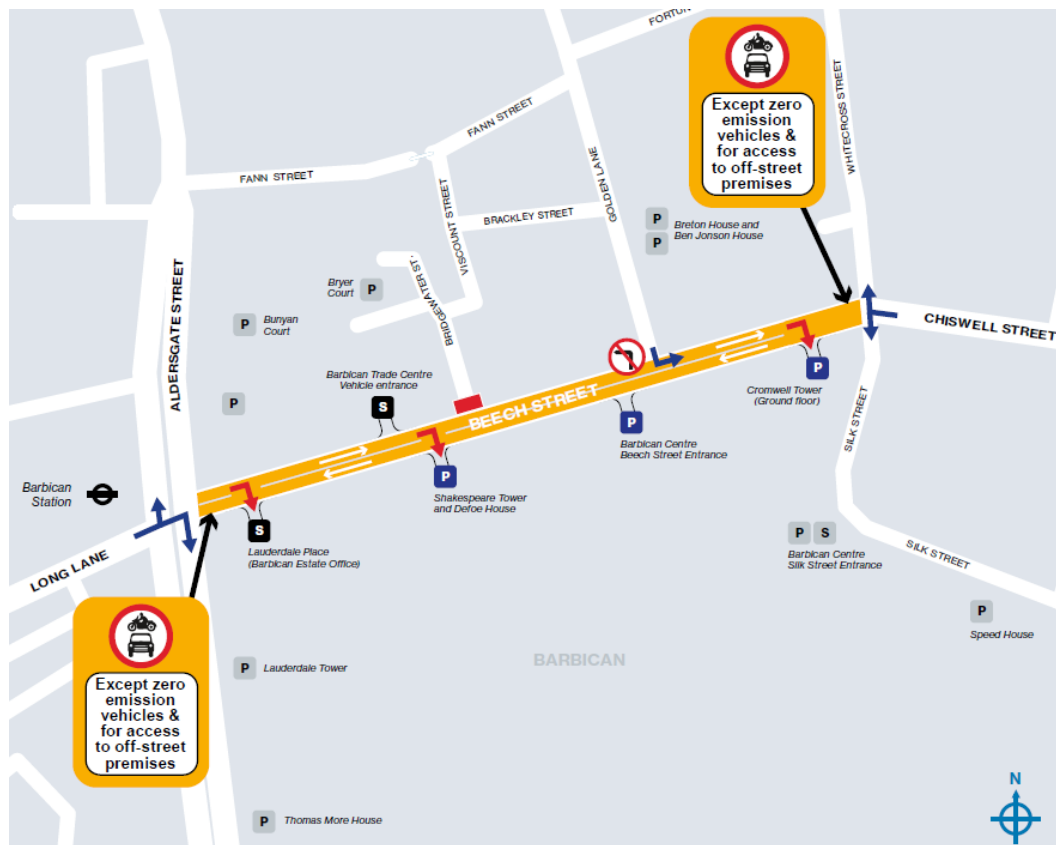 FORTUN
Except zero
emission
vehicles &
for access
to off-street
premises
WHITECROSS STREET
FANN STREET
FANN STREET
GOLDEN LANE
VISCOUNT STREET
BRACKLEY STREET
P
P
Breton House and
Ben Jonson House
BRIDGEWATER ST.
Bryer
Court
P
ALDERSGATE STREET
P
Bunyan
Court
CHISWELL STREET
Barbican Trade Centre
Vehicle entrance
S
P
BEECH STREET
P
Cromwell Tower
(Ground floor)
P
Barbican Centre
Beech Street Entrance
SILK STREET
P
Shakespeare Tower
and Defoe House
Barbican
Station
S
Lauderdale Place
(Barbican Estate Office)
LONG LANE
P
S
Barbican Centre
Silk Street Entrance
SILK STREET
P
Speed House
Except zero
emission
vehicles &
for access
to off-street
premises
P
Lauderdale Tower
BARBICAN
N
P
Thomas More House